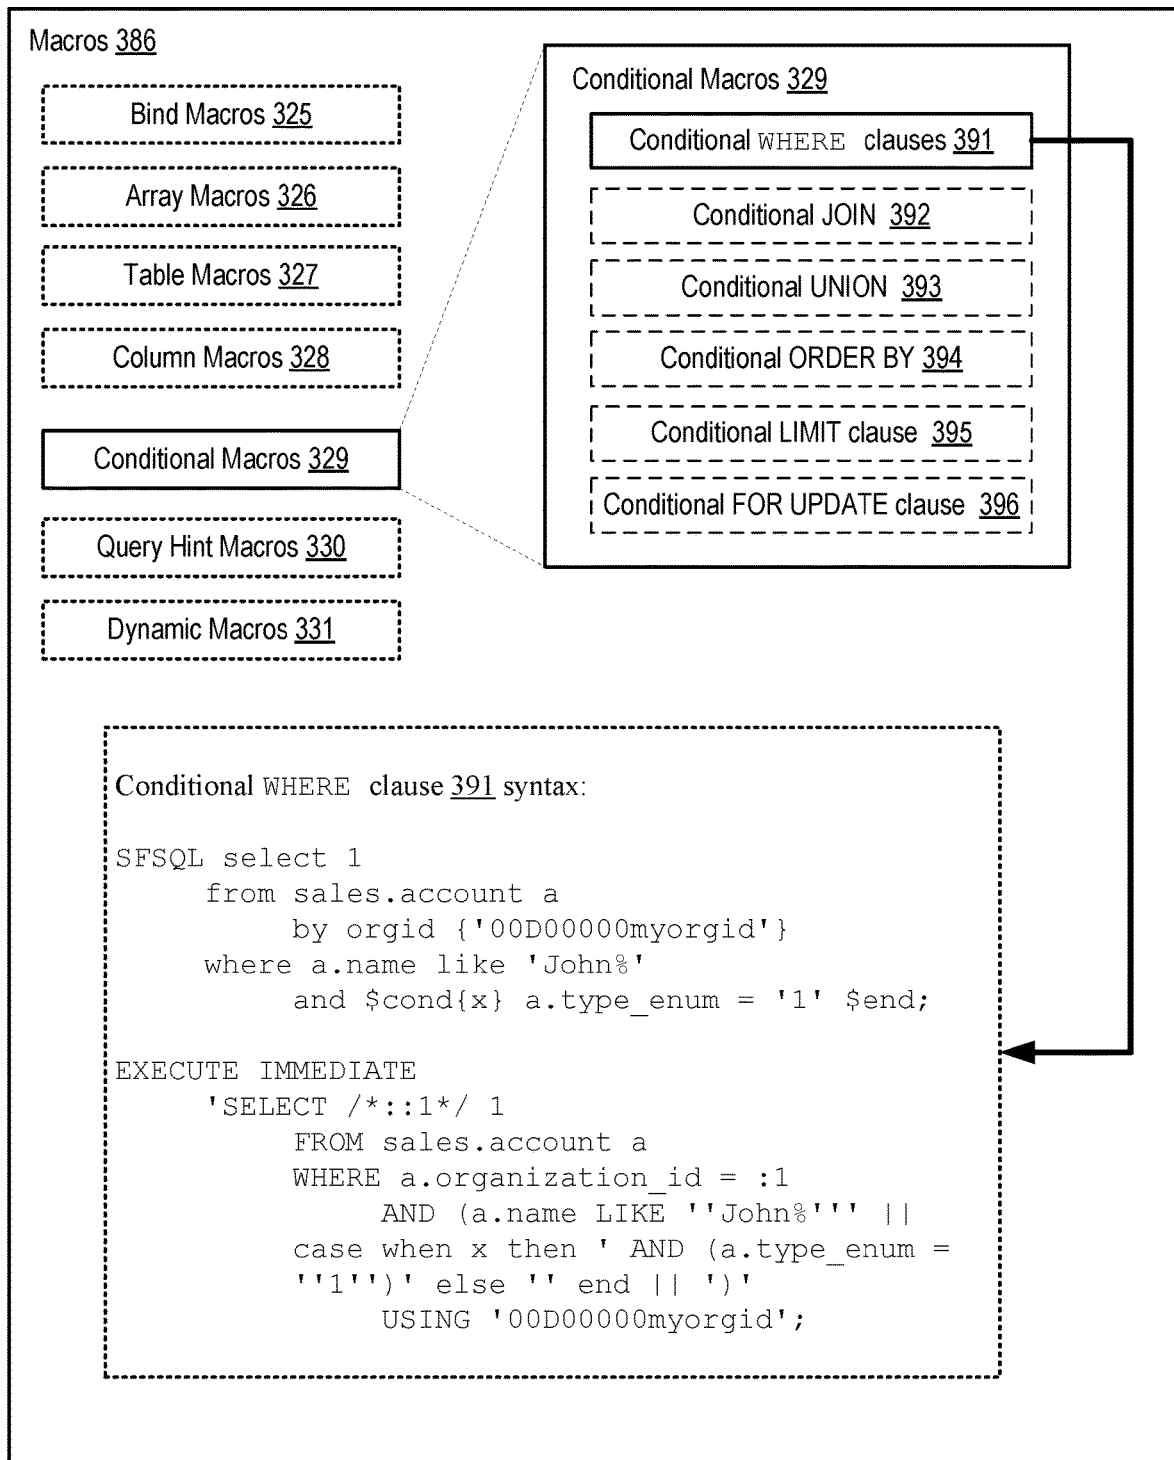 Macros 386
Bind Macros 325
Array Macros 326
Table Macros 327
Column Macros 328
Conditional Macros 329
Query Hint Macros 330
Dynamic Macros 331
Conditional Macros 329
Conditional WHERE clauses 391
Conditional JOIN 392
Conditional UNION 393
Conditional ORDER BY 394
Conditional LIMIT clause 395
Conditional FOR UPDATE clause 396
Conditional WHERE clause 391 syntax:
SFSQL select 1
from sales.account a
by orgid {'00D00000myorgid'}
where a.name like 'John%'
and $cond{x} a.type_enum = '1' $end;
EXECUTE IMMEDIATE
'SELECT /*::1*/ 1
FROM sales.account a
WHERE a.organization_id = :1
AND (a.name LIKE ''John%''' ||
case when x then ' AND (a.type_enum =
''1'')' else '' end || ')'
USING '00D00000myorgid';